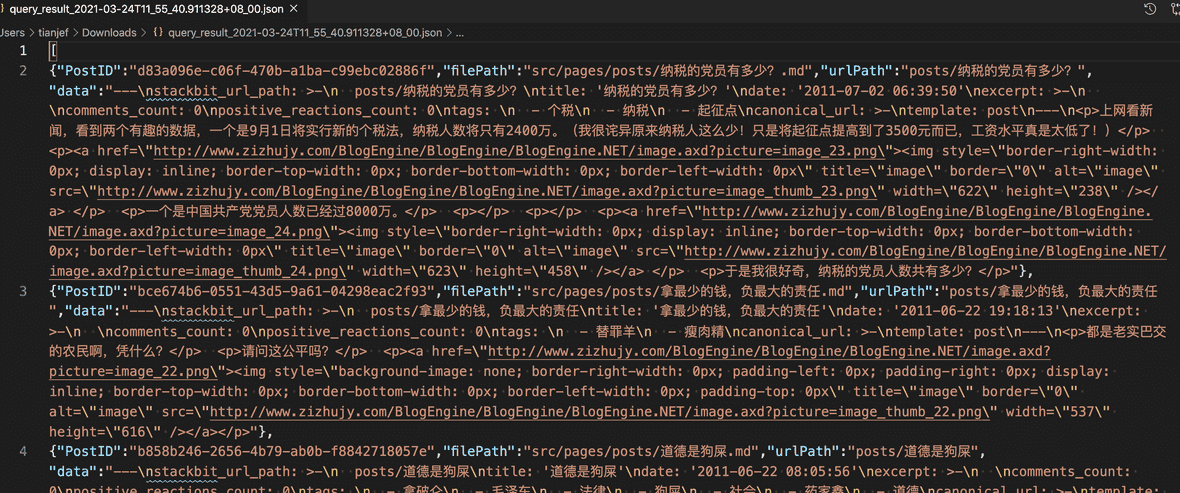 query_result_2021-03-24T11_55_40.911328+08_00.json ×
Users > tianjef > Downloads > {} query_result_2021-03-24T11_55_40.911328+08_00.json > ...
1 [
2 {"PostID":"d83a096e-c06f-470b-a1ba-c99ebc02886f","filePath":"src/pages/posts/纳税的党员有多少？.md","urlPath":"posts/纳税的党员有多少？",
"data":"---\nstackbit_url_path: >-\n  posts/纳税的党员有多少？\ntitle: '纳税的党员有多少？'\ndate: '2011-07-02 06:39:50'\nexcerpt: >-\n
\ncomments_count: 0\npositive_reactions_count: 0\ntags: \n  - 个税\n  - 纳税\n  - 起征点\ncanonical_url: >-\ntemplate: post\n---\n<p>上网看新
闻，看到两个有趣的数据，一个是9月1日将实行新的个税法，纳税人数将只有2400万。（我很诧异原来纳税人这么少！只是将起征点提高到了3500元而已，工资水平真是太低了！）</p>
<p><a href=\"http://www.zizhujy.com/BlogEngine/BlogEngine/BlogEngine.NET/image.axd?picture=image_23.png\"><img style=\"border-right-width:
0px; display: inline; border-top-width: 0px; border-bottom-width: 0px; border-left-width: 0px\" title=\"image\" border=\"0\" alt=\"image\"
src=\"http://www.zizhujy.com/BlogEngine/BlogEngine/BlogEngine.NET/image.axd?picture=image_thumb_23.png\" width=\"622\" height=\"238\" /></
a> </p>  <p>一个是中国共产党党员人数已经过8000万。</p>  <p></p>  <p></p>  <p><a href=\"http://www.zizhujy.com/BlogEngine/BlogEngine/BlogEngine.
NET/image.axd?picture=image_24.png\"><img style=\"border-right-width: 0px; display: inline; border-top-width: 0px; border-bottom-width:
0px; border-left-width: 0px\" title=\"image\" border=\"0\" alt=\"image\" src=\"http://www.zizhujy.com/BlogEngine/BlogEngine/BlogEngine.NET/
image.axd?picture=image_thumb_24.png\" width=\"623\" height=\"458\" /></a> </p>  <p>于是我很好奇，纳税的党员人数共有多少？</p>"},
3 {"PostID":"bce674b6-0551-43d5-9a61-04298eac2f93","filePath":"src/pages/posts/拿最少的钱，负最大的责任.md","urlPath":"posts/拿最少的钱，负最大的责任
","data":"---\nstackbit_url_path: >-\n  posts/拿最少的钱，负最大的责任\ntitle: '拿最少的钱，负最大的责任'\ndate: '2011-06-22 19:18:13'\nexcerpt:
>-\n  \ncomments_count: 0\npositive_reactions_count: 0\ntags: \n  - 替罪羊\n  - 瘦肉精\ncanonical_url: >-\ntemplate: post\n---\n<p>都是老实巴交
的农民啊，凭什么？</p>  <p>请问这公平吗？</p>  <p><a href=\"http://www.zizhujy.com/BlogEngine/BlogEngine/BlogEngine.NET/image.axd?
picture=image_22.png\"><img style=\"background-image: none; border-right-width: 0px; padding-left: 0px; padding-right: 0px; display:
inline; border-top-width: 0px; border-bottom-width: 0px; border-left-width: 0px; padding-top: 0px\" title=\"image\" border=\"0\"
alt=\"image\" src=\"http://www.zizhujy.com/BlogEngine/BlogEngine/BlogEngine.NET/image.axd?picture=image_thumb_22.png\" width=\"537\"
height=\"616\" /></a></p>"},
4 {"PostID":"b858b246-2656-4b79-ab0b-f8842718057e","filePath":"src/pages/posts/道德是狗屎.md","urlPath":"posts/道德是狗屎",
"data":"---\nstackbit_url_path: >-\n  posts/道德是狗屎\ntitle: '道德是狗屎'\ndate: '2011-06-22 08:05:56'\nexcerpt: >-\n  \ncomments_count:
0\npositive_reactions_count: 0\ntags: \n  - 拿破仑\n  - 毛泽东\n  - 法律\n  - 狗屎\n  - 社会\n  - 药家鑫\n  - 道德\ncanonical_url: >-\ntemplate: